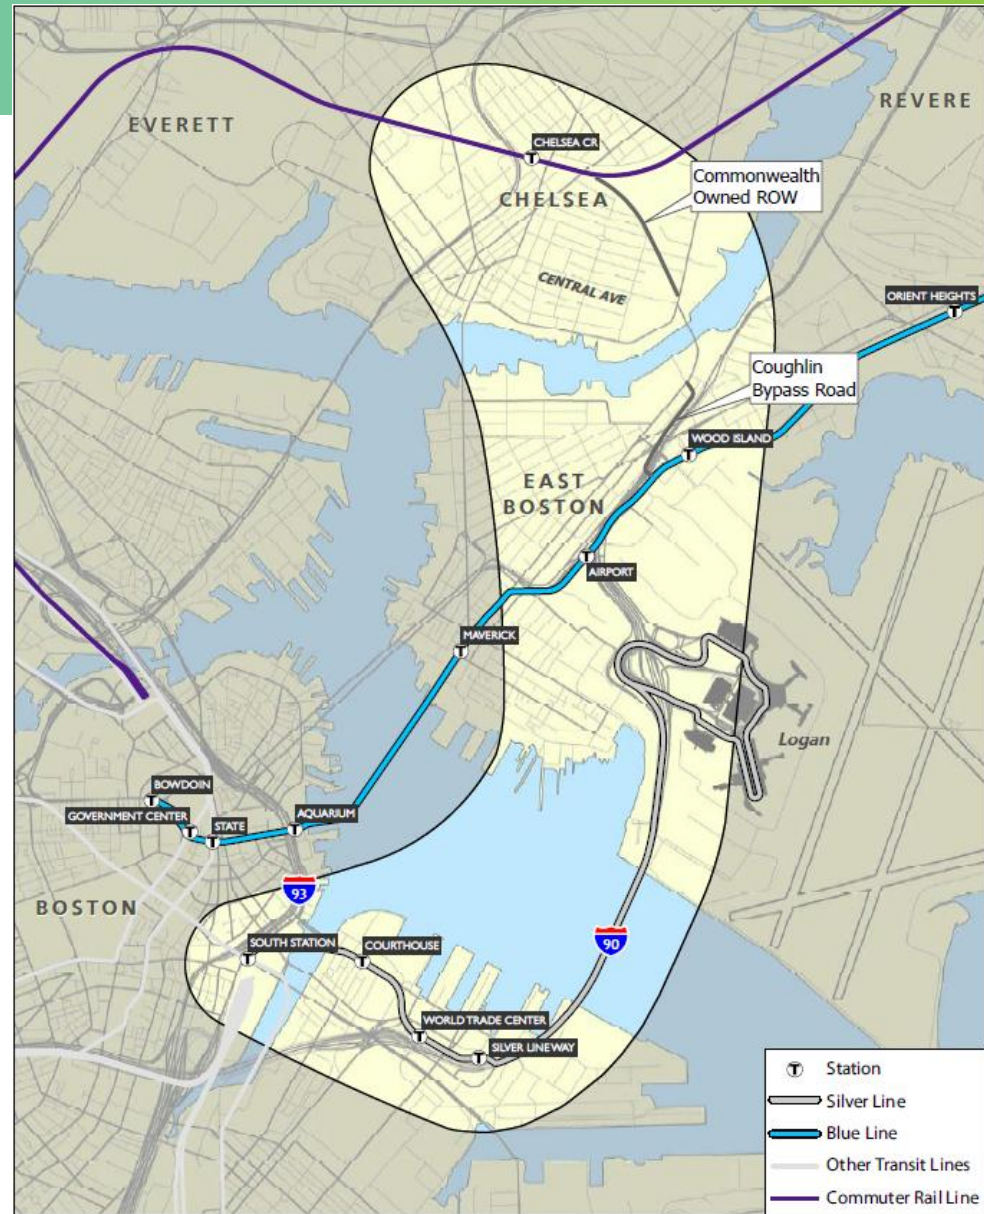 EVERETT
REVERE
CHELSEA CR
Commonwealth
Owned ROW
CHELSEA
CENTRAL AVE
ORIENT HEIGHTS
Coughlin
Bypass Road
WOOD ISLAND
EAST
BOSTON
AIRPORT
MAVERICK
Logan
BOWDOIN
GOVERNMENT CENTER
STATE
AQUARIUM
93
BOSTON
SOUTH STATION
COURTHOUSE
90
WORLD TRADE CENTER
SILVER LINE WAY
T Station
Silver Line
Blue Line
Other Transit Lines
Commuter Rail Line